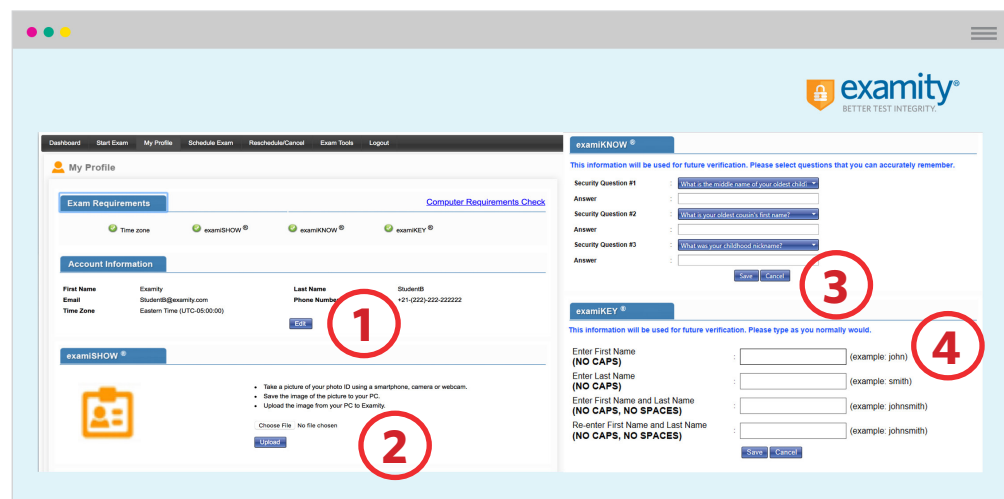 examity®
BETTER TEST INTEGRITY.
Dashboard Start Exam My Profile Schedule Exam Reschedule/Cancel Exam Tools Logout
My Profile
Exam Requirements
Computer Requirements Check
Time zone examiSHOW ® examiKNOW ® examiKEY ®
Account Information
First Name Examity Last Name StudentB
Email StudentB@examity.com Phone Number +21-(222)-222-222222
Time Zone Eastern Time (UTC-05:00:00)
Edit
1
examiSHOW ®
• Take a picture of your photo ID using a smartphone, camera or webcam.
• Save the image of the picture to your PC.
• Upload the image from your PC to Examity.
Choose File No file chosen
Upload
2
examiKNOW ®
This information will be used for future verification. Please select questions that you can accurately remember.
Security Question #1 : What is the middle name of your oldest child?
Answer :
Security Question #2 : What is your oldest cousin's first name?
Answer :
Security Question #3 : What was your childhood nickname?
Answer :
Save Cancel
3
examiKEY ®
This information will be used for future verification. Please type as you normally would.
4
Enter First Name
(NO CAPS) : (example: john)
Enter Last Name
(NO CAPS) : (example: smith)
Enter First Name and Last Name
(NO CAPS, NO SPACES) : (example: johnsmith)
Re-enter First Name and Last Name
(NO CAPS, NO SPACES) : (example: johnsmith)
Save Cancel